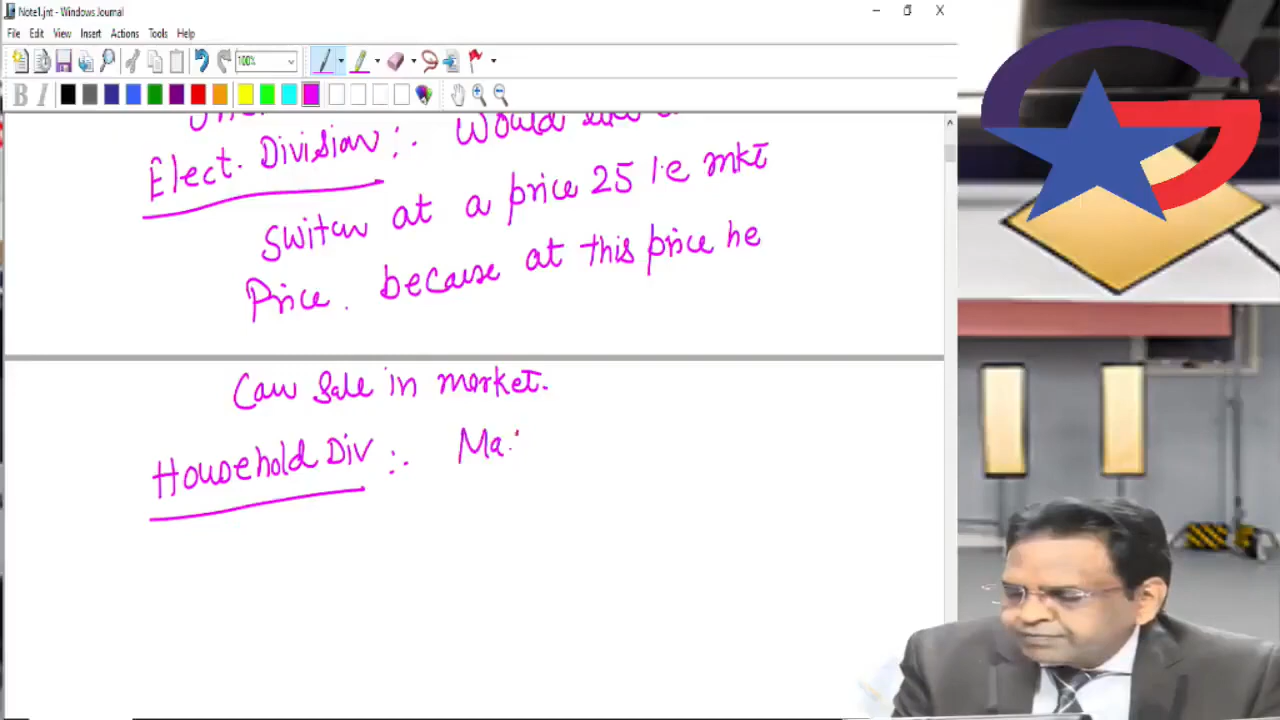 Note1.jnt - Windows Journal
File Edit View Insert Actions Tools Help
100%
B I
Elect. Division :. Would
Switch at a price 25 i.e mkt
Price. because at this price he
Can Sale in market.
Household Div :. Ma